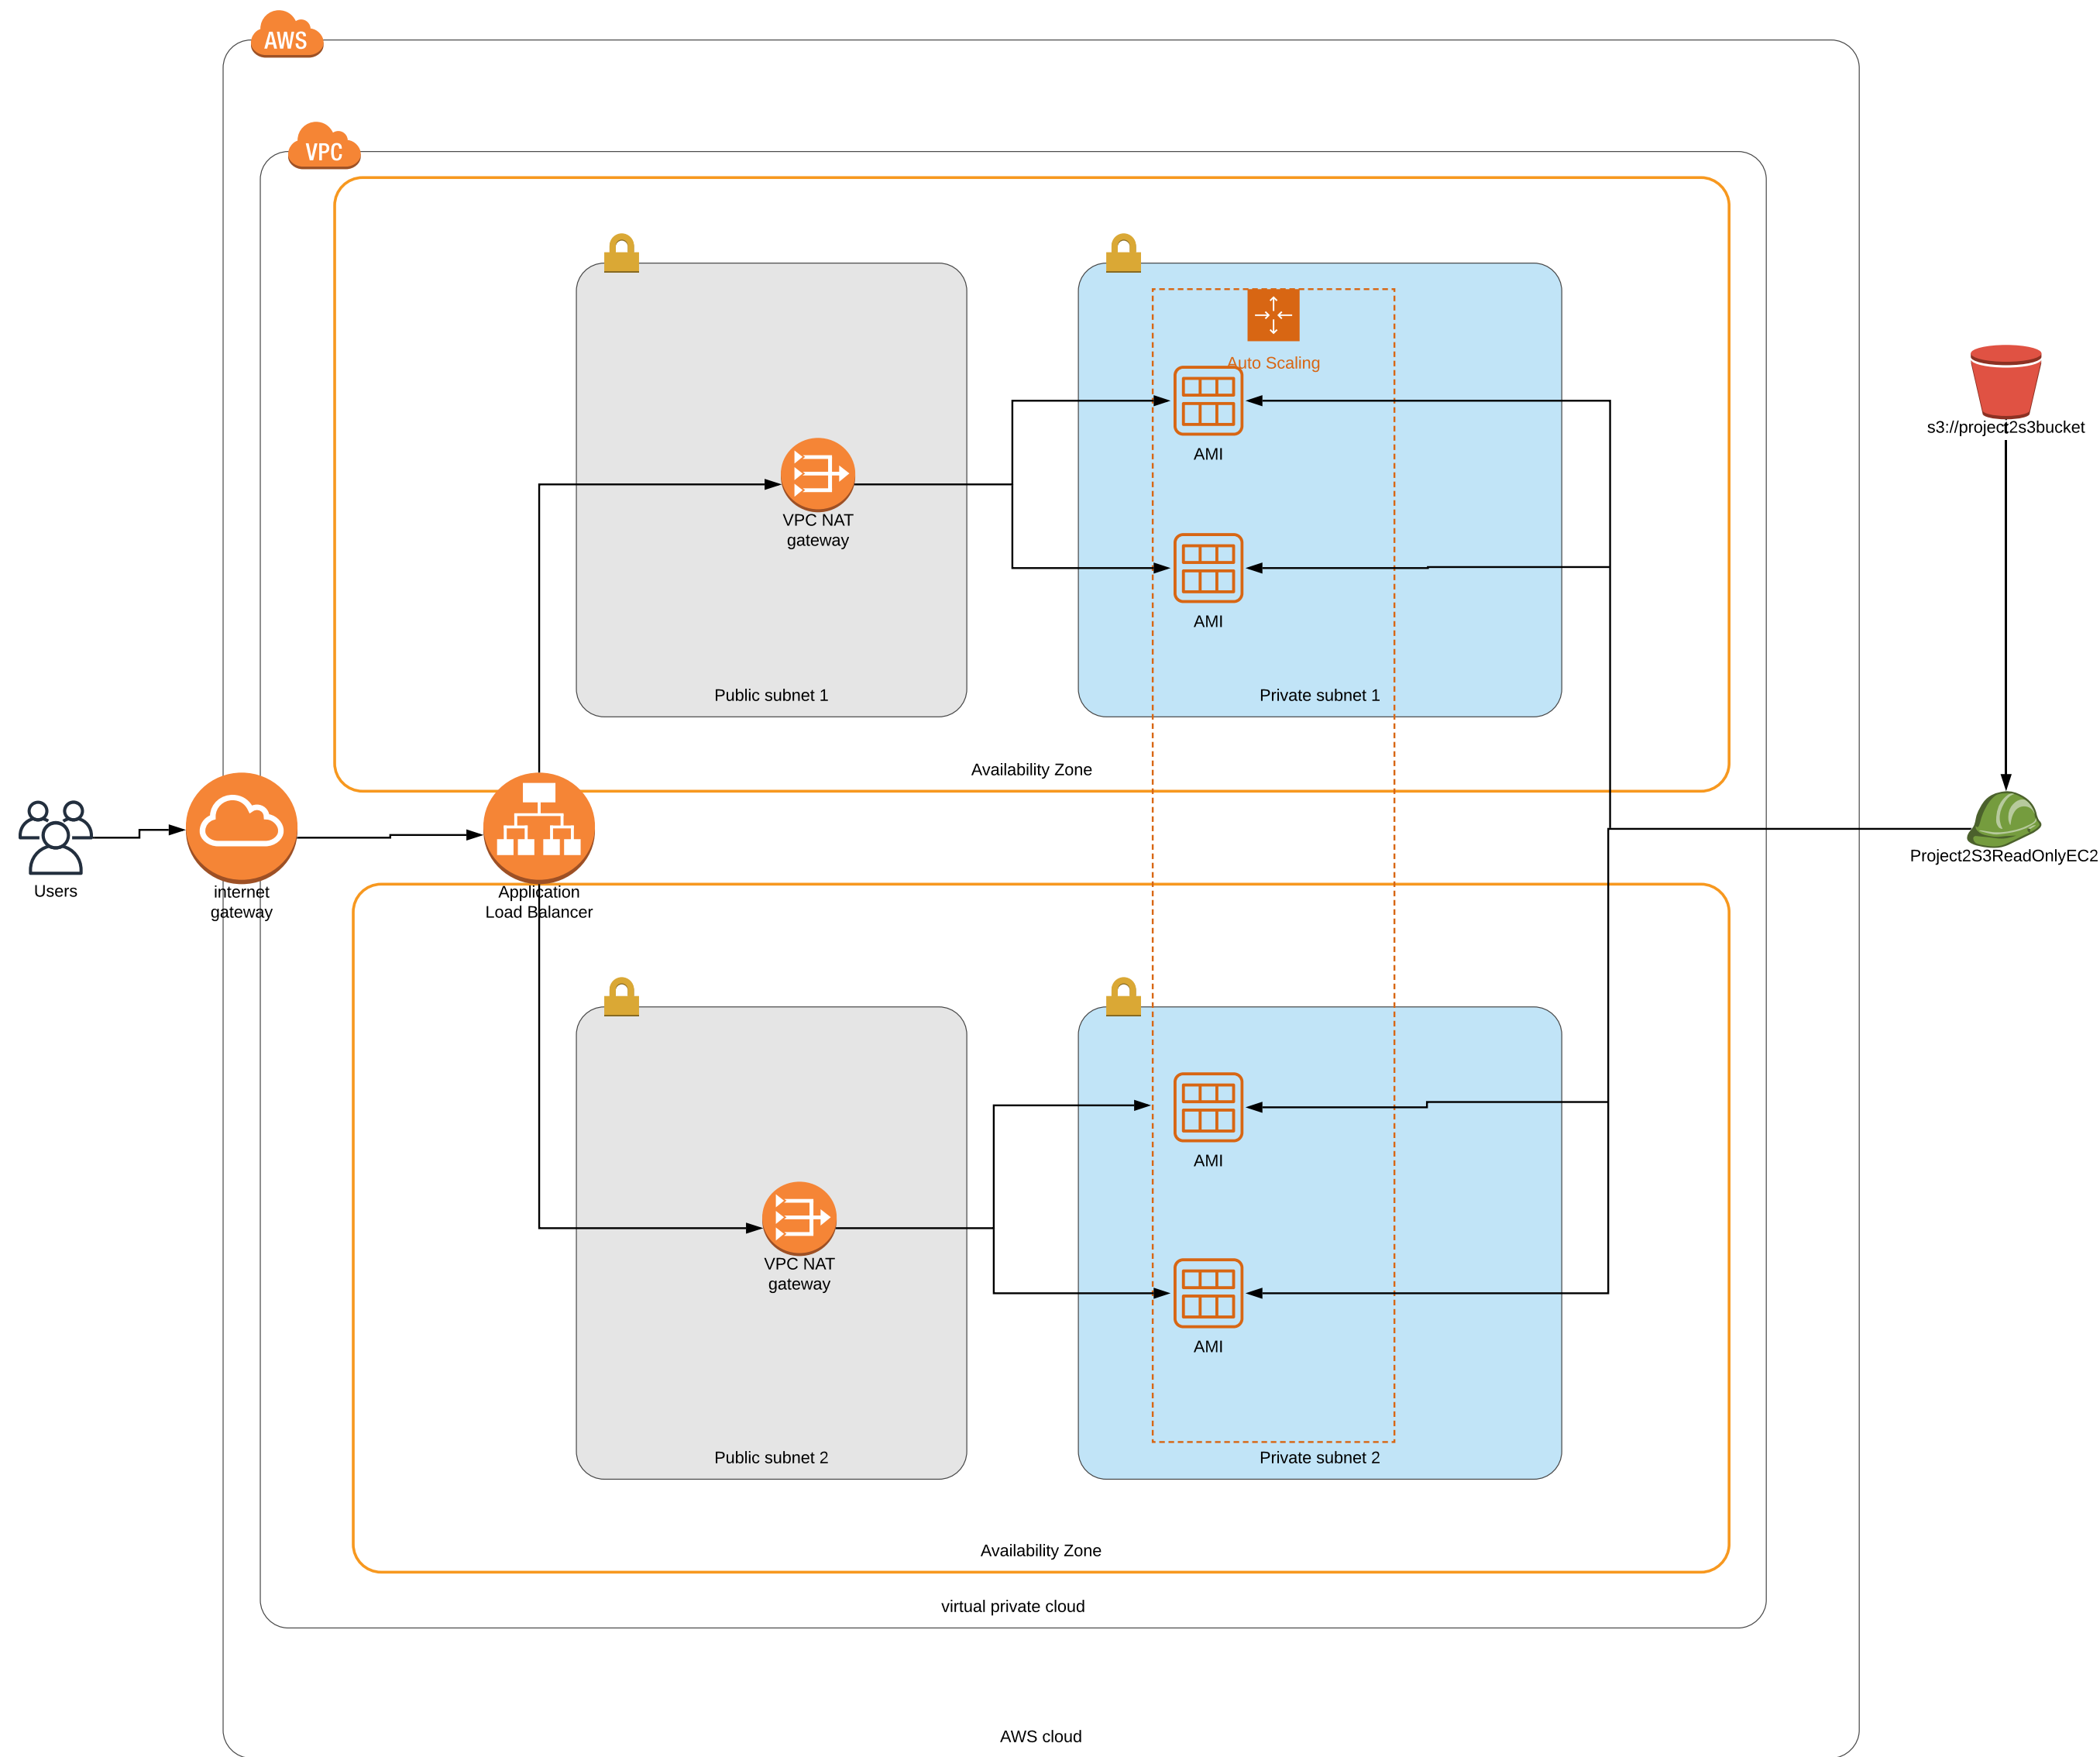 AWS
VPC
Auto Scaling
AMI
VPC NAT
gateway
AMI
Public subnet 1
Private subnet 1
Availability Zone
s3://project2s3bucket
Users
internet
gateway
Application
Load Balancer
Project2S3ReadOnlyEC2
AMI
VPC NAT
gateway
AMI
Public subnet 2
Private subnet 2
Availability Zone
virtual private cloud
AWS cloud